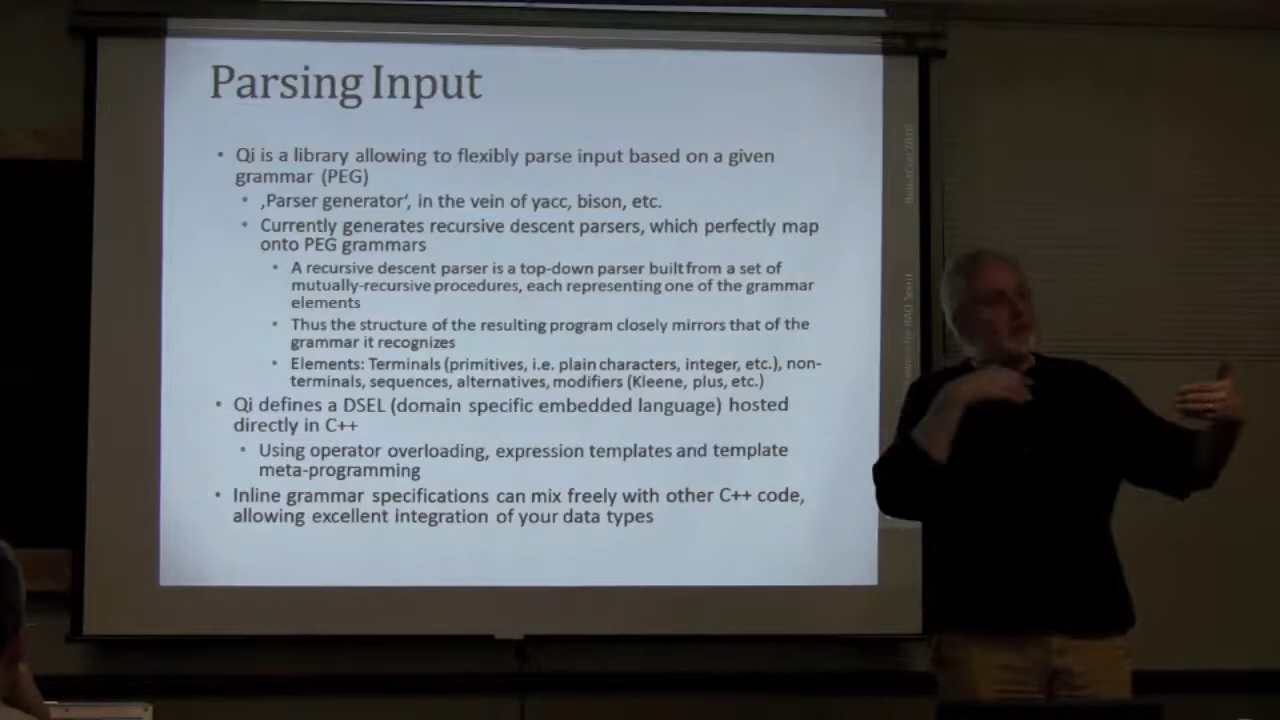 Parsing Input
• Qi is a library allowing to flexibly parse input based on a given
grammar (PEG)
• ‚Parser generator‘, in the vein of yacc, bison, etc.
• Currently generates recursive descent parsers, which perfectly map
onto PEG grammars
• A recursive descent parser is a top-down parser built from a set of
mutually-recursive procedures, each representing one of the grammar
elements
• Thus the structure of the resulting program closely mirrors that of the
grammar it recognizes
• Elements: Terminals (primitives, i.e. plain characters, integer, etc.), non-
terminals, sequences, alternatives, modifiers (Kleene, plus, etc.)
• Qi defines a DSEL (domain specific embedded language) hosted
directly in C++
• Using operator overloading, expression templates and template
meta-programming
• Inline grammar specifications can mix freely with other C++ code,
allowing excellent integration of your data types